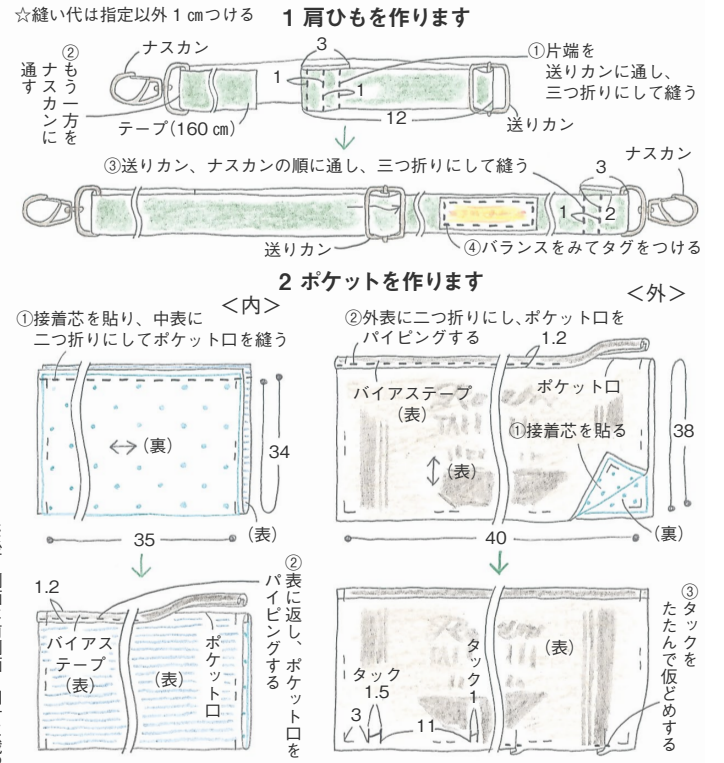 ☆縫い代は指定以外1㎝つける
1 肩ひもを作ります
ナスカン
②もう一方を
ナスカンに
通す
3
1
1
12
テープ(160㎝)
①片端を
送りカンに通し、
三つ折りにして縫う
送りカン
③送りカン、ナスカンの順に通し、三つ折りにして縫う
ナスカン
3
1
2
送りカン
④バランスをみてタグをつける
2 ポケットを作ります
<内>
①接着芯を貼り、中表に
二つ折りにしてポケット口を縫う
(裏)
34
35
(表)
<外>
②外表に二つ折りにし、ポケット口を
パイピングする
1.2
バイアステープ
(表)
ポケット口
①接着芯を貼る
(表)
38
40
(裏)
1.2
バイアス
テープ
(表)
(表)
ポケット口
②表に返し、ポケット口を
パイピングする
(表)
タック
1.5
タック
1
3
11
③タックを
たたんで仮どめする